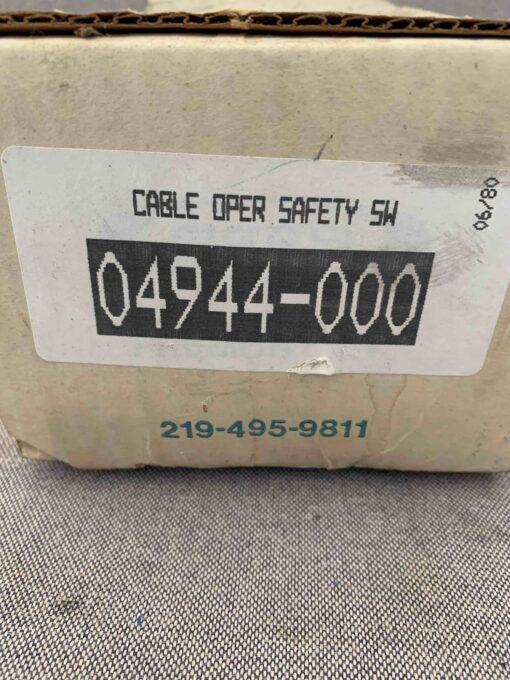 CABLE OPER SAFETY SW
06/80
04944-000
219-495-9811